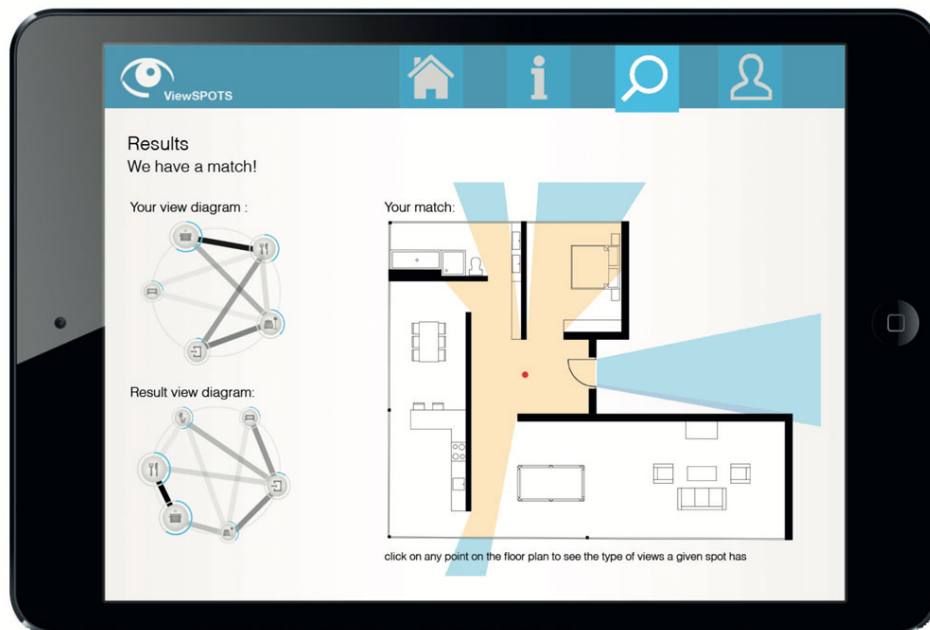 ViewSPOTS
Results
We have a match!
Your view diagram :
Your match:
Result view diagram:
click on any point on the floor plan to see the type of views a given spot has